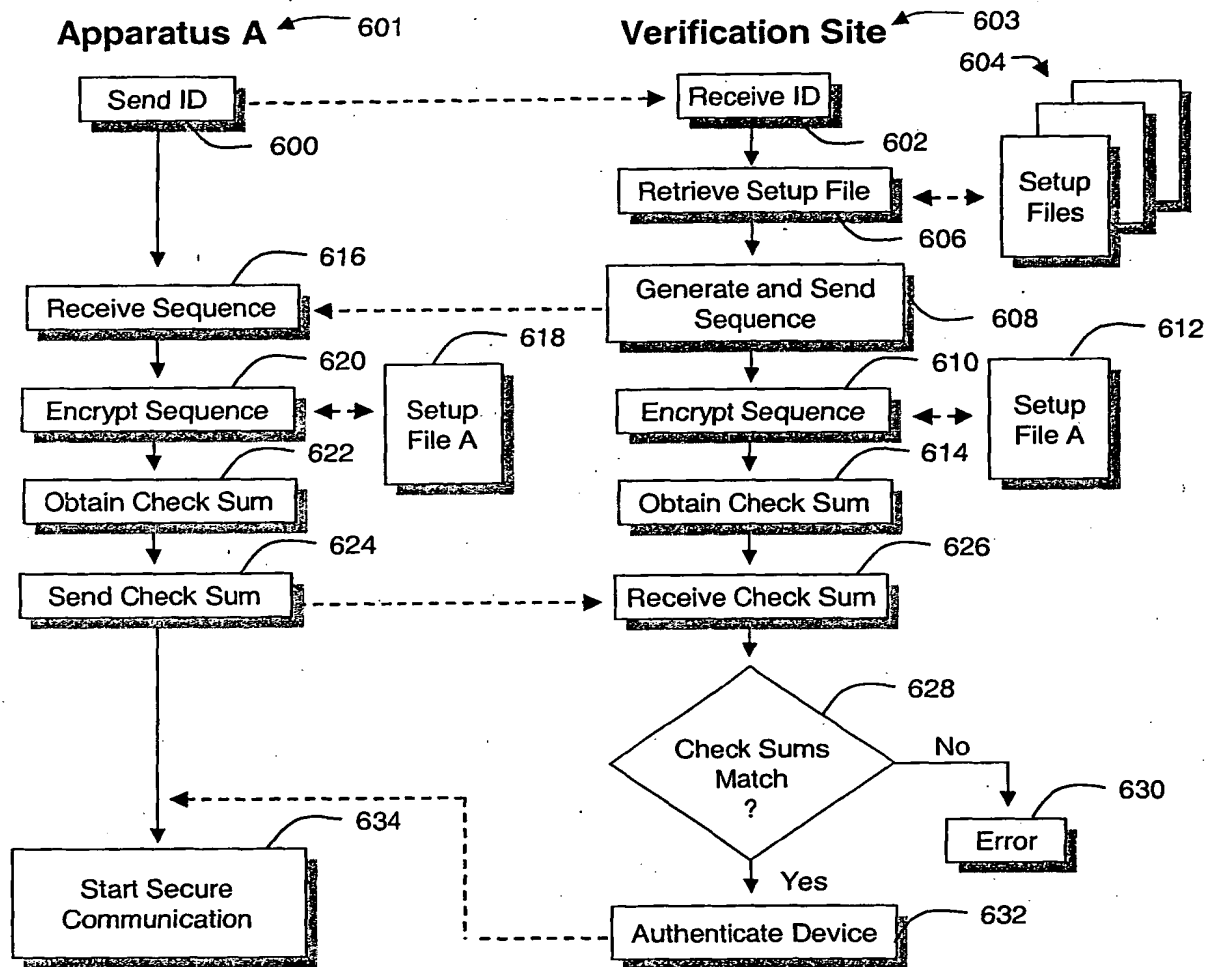 Apparatus A
601
Verification Site
603
604
Send ID
600
Receive ID
602
Retrieve Setup File
606
Setup
Files
616
Receive Sequence
Generate and Send
Sequence
608
620
618
610
612
Encrypt Sequence
Setup
File A
Encrypt Sequence
Setup
File A
622
614
Obtain Check Sum
Obtain Check Sum
624
626
Send Check Sum
Receive Check Sum
628
Check Sums
Match
?
No
630
Error
634
Start Secure
Communication
Yes
632
Authenticate Device